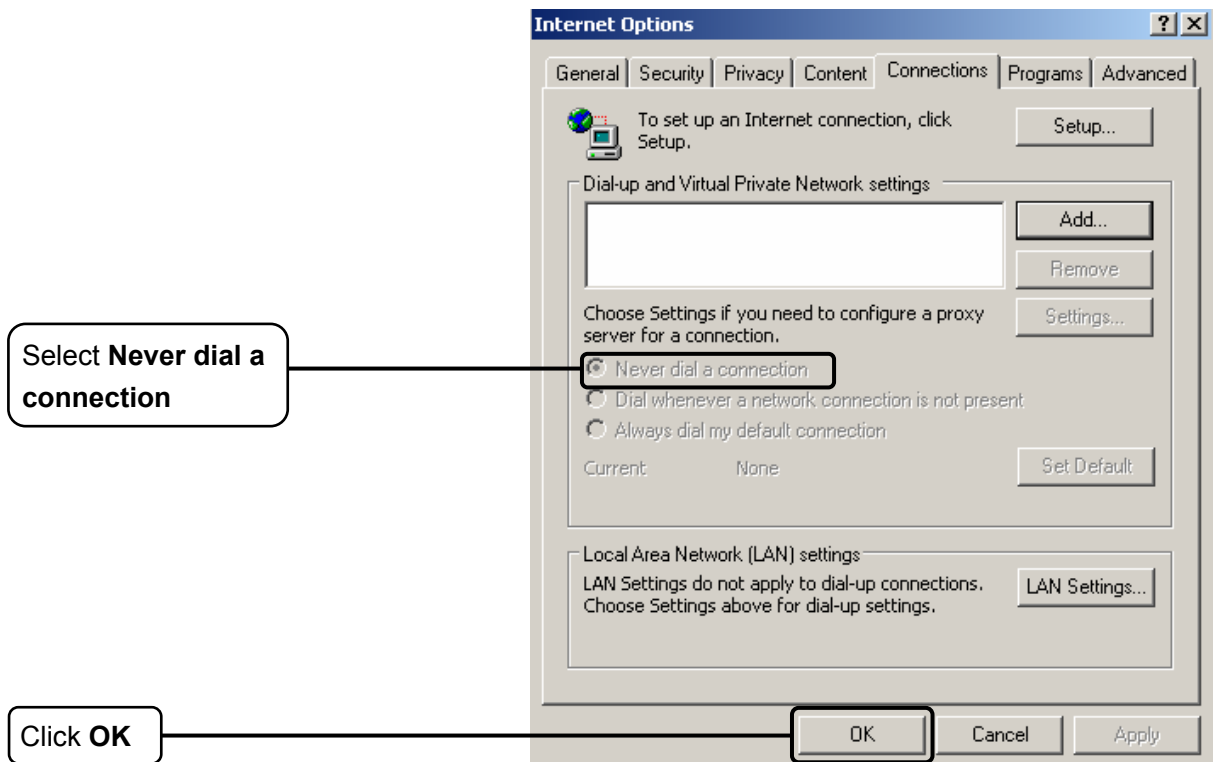 Internet Options
General Security Privacy Content Connections Programs Advanced
To set up an Internet connection, click
Setup.
Setup...
Dial-up and Virtual Private Network settings
Add...
Remove
Choose Settings if you need to configure a proxy
server for a connection.
Settings...
Select Never dial a
connection
Never dial a connection
Dial whenever a network connection is not present
Always dial my default connection
Current None
Set Default
Local Area Network (LAN) settings
LAN Settings do not apply to dial-up connections.
Choose Settings above for dial-up settings.
LAN Settings...
Click OK
OK Cancel Apply